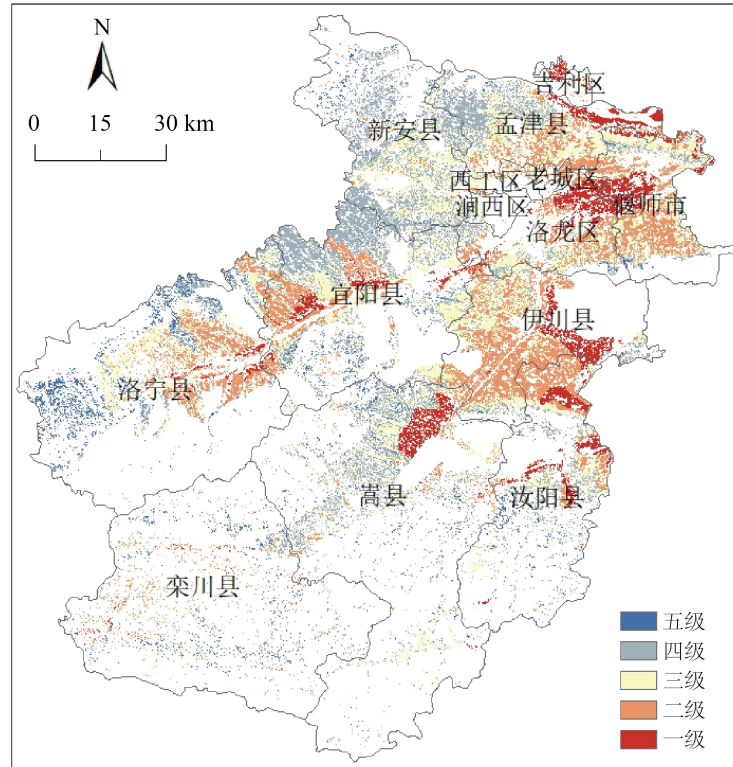 N
0 15 30 km
吉利区
新安县
孟津县
西工区
老城区
涧西区
偃师市
洛龙区
宜阳县
伊川县
洛宁县
嵩县
汝阳县
栾川县
五级
四级
三级
二级
一级